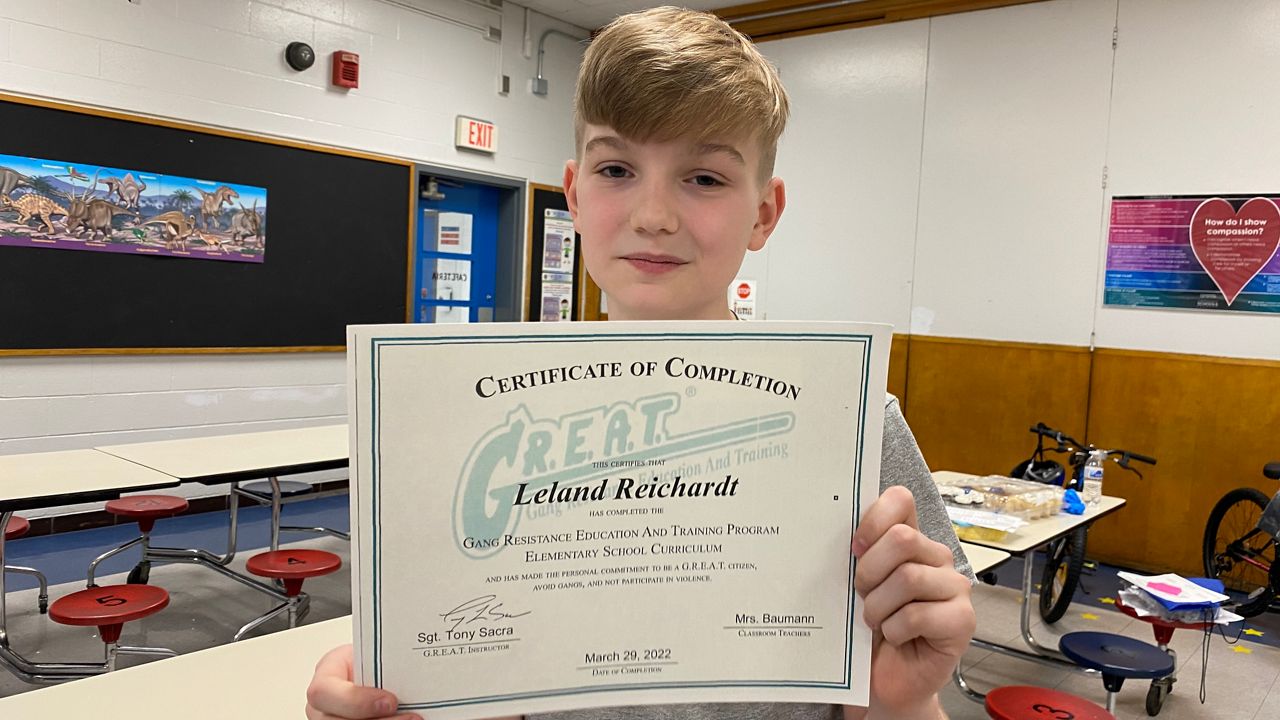 EXIT
CAFETERIA
STOP
How do I show
compassion?
CERTIFICATE OF COMPLETION
G.R.E.A.T.®
Gang Resistance Education And Training
THIS CERTIFIES THAT
Leland Reichardt
HAS COMPLETED THE
GANG RESISTANCE EDUCATION AND TRAINING PROGRAM
ELEMENTARY SCHOOL CURRICULUM
AND HAS MADE THE PERSONAL COMMITMENT TO BE A G.R.E.A.T. CITIZEN,
AVOID GANGS, AND NOT PARTICIPATE IN VIOLENCE.
Sgt. Tony Sacra
G.R.E.A.T. INSTRUCTOR
Mrs. Baumann
CLASSROOM TEACHERS
March 29, 2022
DATE OF COMPLETION
5
4
3